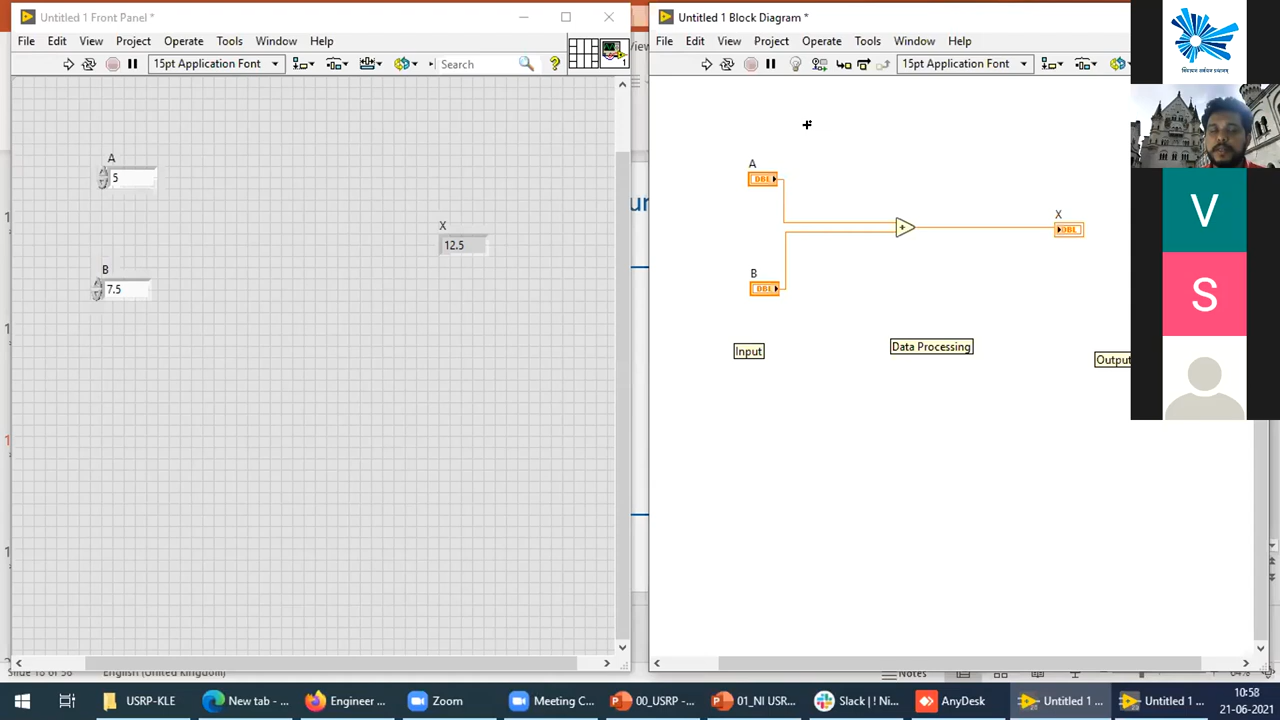 Untitled 1 Front Panel *
File Edit View Project Operate Tools Window Help
15pt Application Font
Search
1
A
5
B
7.5
X
12.5
Untitled 1 Block Diagram *
File Edit View Project Operate Tools Window Help
15pt Application Font
A
DBL
B
DBL
X
DBL
Input
Data Processing
Output
V
S
English (United Kingdom)
Notes
USRP-KLE
New tab - ...
Engineer ...
Zoom
Meeting C...
00_USRP - ...
01_NI USR...
Slack | ! Ni...
AnyDesk
Untitled 1 ...
Untitled 1 ...
10:58
21-06-2021